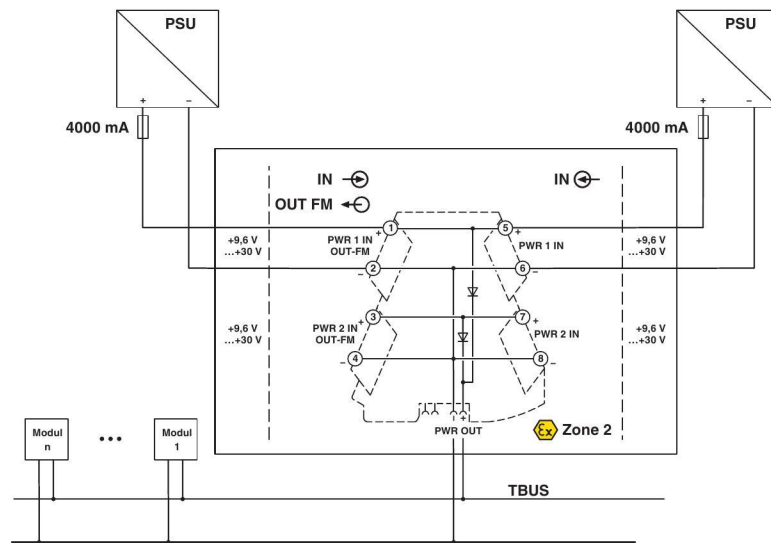 PSU
PSU
+ −
+ −
4000 mA
4000 mA
IN
IN
OUT FM
1
5
+9,6 V
…+30 V
PWR 1 IN
OUT-FM
+
+
PWR 1 IN
+9,6 V
…+30 V
−
2
6
−
3
7
+9,6 V
…+30 V
PWR 2 IN
OUT-FM
+
+
PWR 2 IN
+9,6 V
…+30 V
−
4
8
−
− +
PWR OUT
Ex Zone 2
Modul
n
•••
Modul
1
TBUS